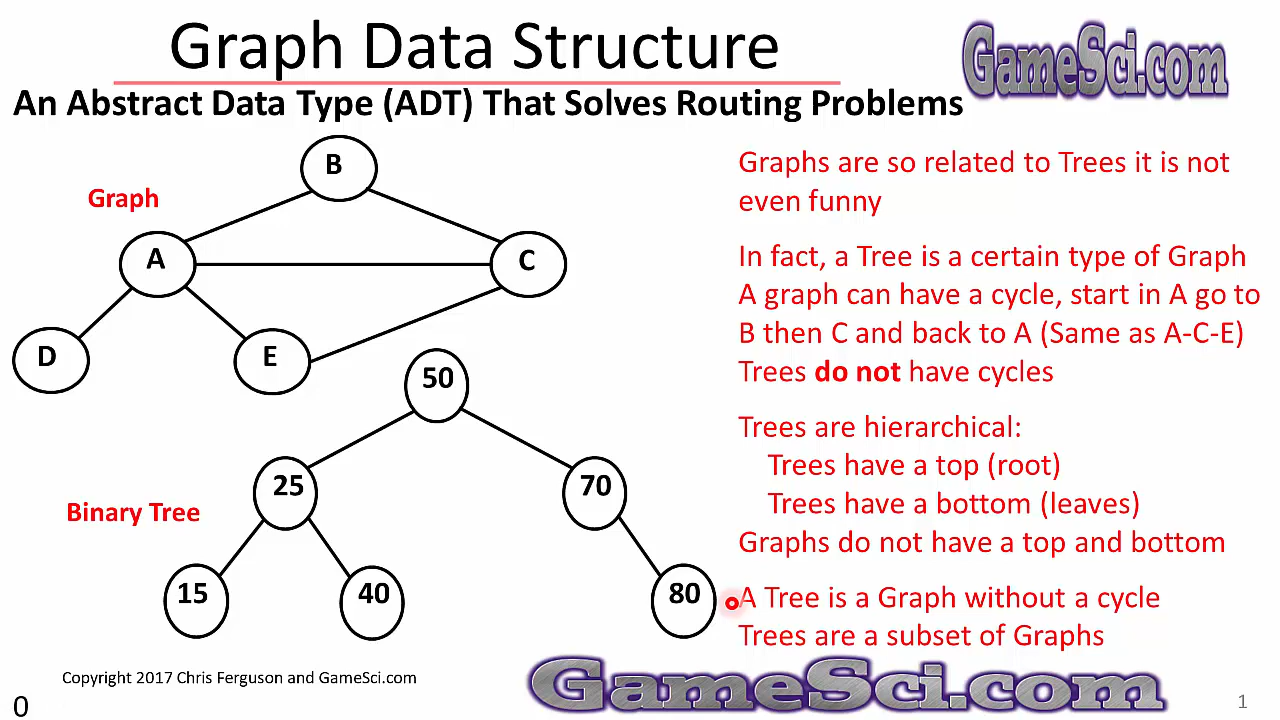 Graph Data Structure
GameSci.com
An Abstract Data Type (ADT) That Solves Routing Problems
Graph
B
A
C
D
E
Binary Tree
50
25
70
15
40
80
Graphs are so related to Trees it is not
even funny
In fact, a Tree is a certain type of Graph
A graph can have a cycle, start in A go to
B then C and back to A (Same as A-C-E)
Trees do not have cycles
Trees are hierarchical:
Trees have a top (root)
Trees have a bottom (leaves)
Graphs do not have a top and bottom
A Tree is a Graph without a cycle
Trees are a subset of Graphs
Copyright 2017 Chris Ferguson and GameSci.com
GameSci.com
0
1